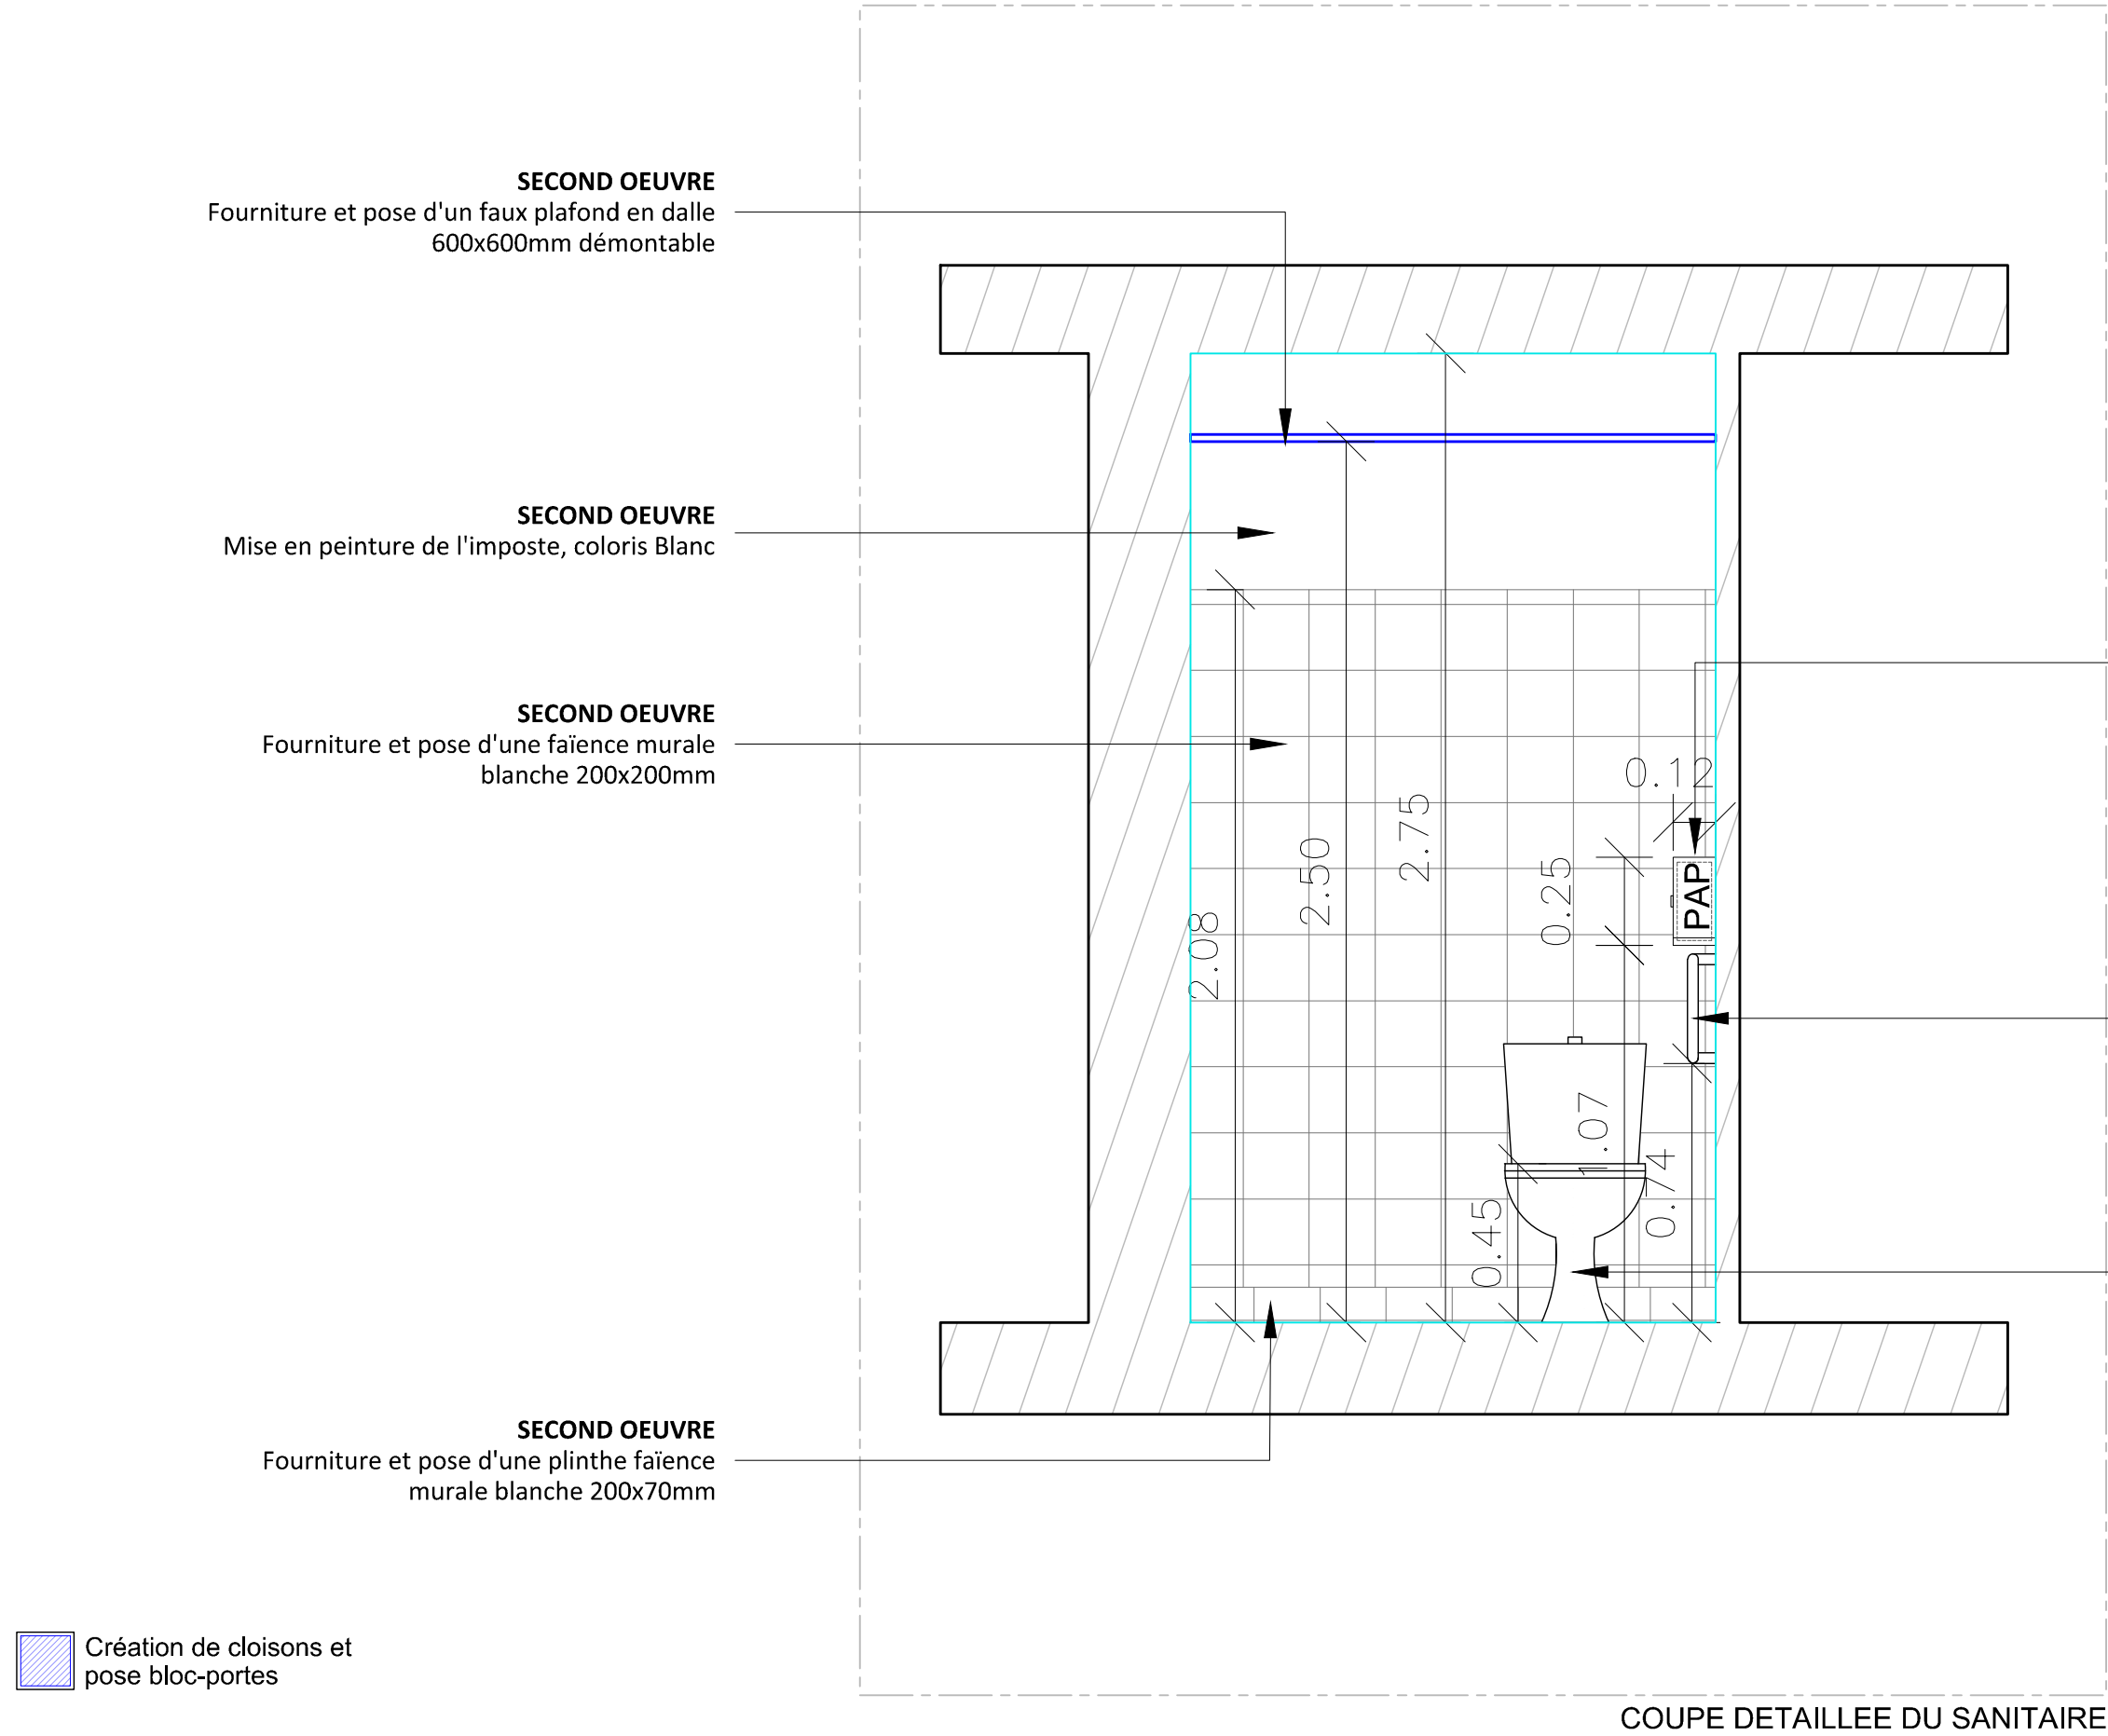 SECOND OEUVRE
Fourniture et pose d'un faux plafond en dalle
600x600mm démontable
SECOND OEUVRE
Mise en peinture de l'imposte, coloris Blanc
SECOND OEUVRE
Fourniture et pose d'une faïence murale
blanche 200x200mm
0.12
2.75
2.50
0.25
PAP
2.08
1.07
0.74
0.45
SECOND OEUVRE
Fourniture et pose d'une plinthe faïence
murale blanche 200x70mm
Création de cloisons et
pose bloc-portes
COUPE DETAILLEE DU SANITAIRE